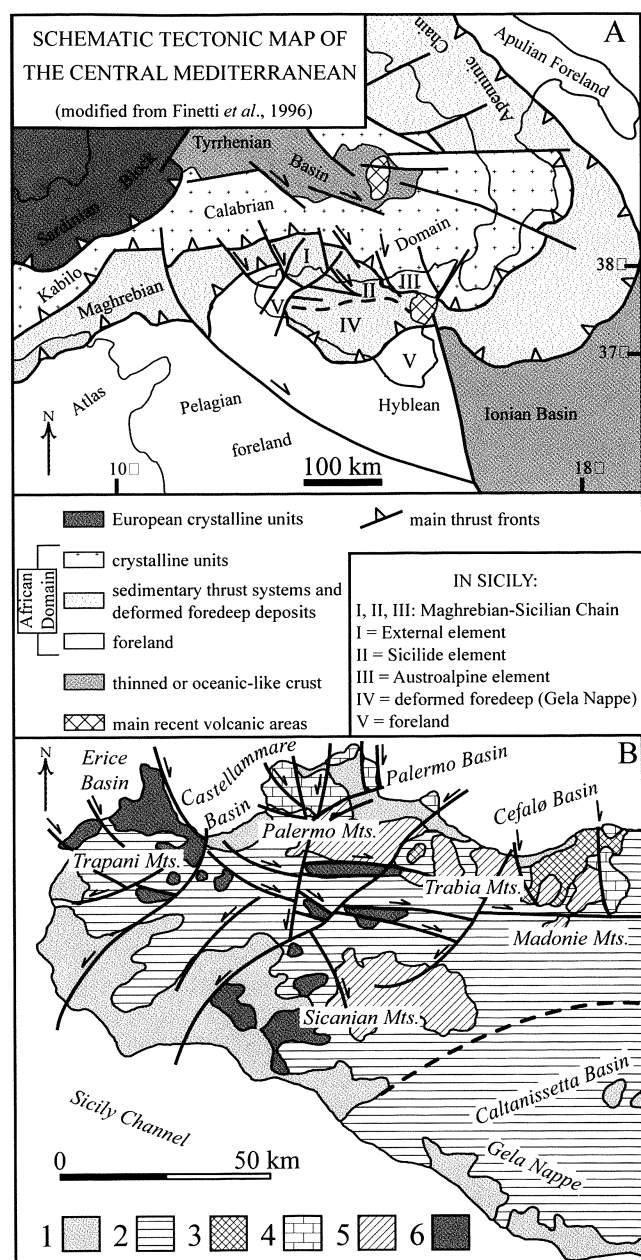 SCHEMATIC TECTONIC MAP OF
THE CENTRAL MEDITERRANEAN
(modified from Finetti et al., 1996)
A
Apulian Foreland
Apenninic
Chain
Tyrrhenian
Basin
Sardinian Block
Calabrian
Domain
Kabilo
Maghrebian
I
II
III
IV
V
V
38□
37□
Atlas
Pelagian
foreland
Hyblean
Ionian Basin
N
10□
100 km
18□
European crystalline units
main thrust fronts
African
Domain
crystalline units
sedimentary thrust systems and
deformed foredeep deposits
foreland
thinned or oceanic-like crust
main recent volcanic areas
IN SICILY:
I, II, III: Maghrebian-Sicilian Chain
I = External element
II = Sicilide element
III = Austroalpine element
IV = deformed foredeep (Gela Nappe)
V = foreland
B
N
Erice
Basin
Castellammare
Basin
Palermo Basin
Cefalø Basin
Palermo Mts.
Trapani Mts.
Trabia Mts.
Madonie Mts.
Sicanian Mts.
Caltanissetta Basin
Gela Nappe
Sicily Channel
0 50 km
1 2 3 4 5 6